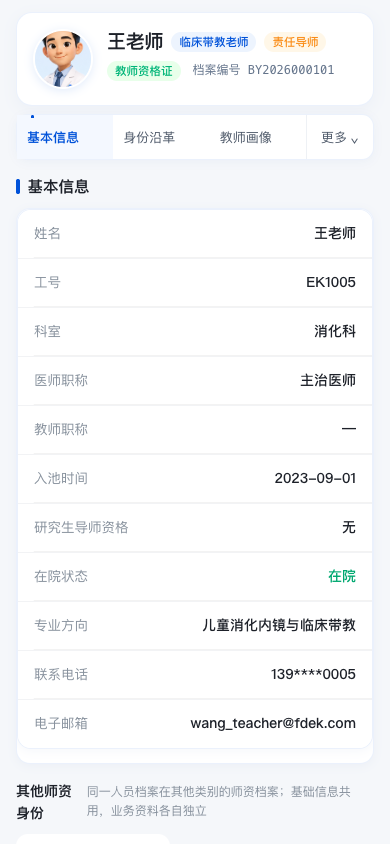 王老师 临床带教老师 责任导师
教师资格证 档案编号 BY2026000101
基本信息 身份沿革 教师画像 更多
基本信息
姓名 王老师
工号 EK1005
科室 消化科
医师职称 主治医师
教师职称 —
入池时间 2023-09-01
研究生导师资格 无
在院状态 在院
专业方向 儿童消化内镜与临床带教
联系电话 139****0005
电子邮箱 wang_teacher@fdek.com
其他师资身份
同一人员档案在其他类别的师资档案；基础信息共
用，业务资料各自独立